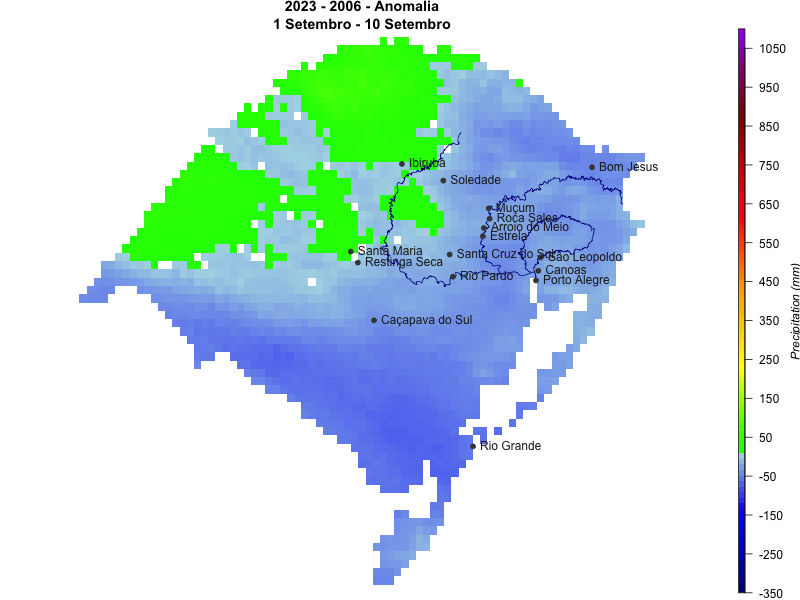 2023 - 2006 - Anomalia
1 Setembro - 10 Setembro
Ibirubá
Bom Jesus
Soledade
Mucum
Roca Sales
Arroio do Meio
Estrela
Santa Maria
Santa Cruz do Sul
São Leopoldo
Restinga Seca
Canoas
Rio Pardo
Porto Alegre
Caçapava do Sul
Rio Grande
1050
950
850
750
650
550
450
350
250
150
50
-50
-150
-250
-350
Precipitation (mm)